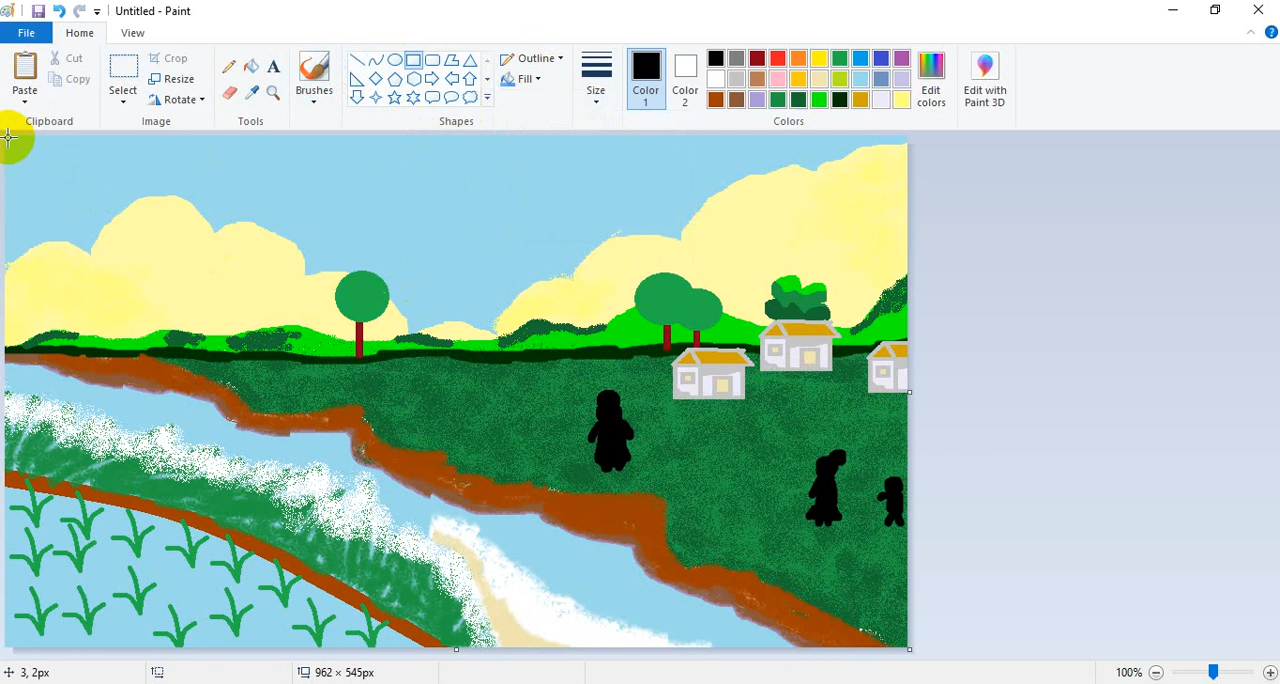 Untitled - Paint
File Home View
Paste Cut Copy
Clipboard
Select Crop Resize Rotate
Image
A
Tools
Brushes
Shapes
Outline Fill
Size
Color 1 Color 2
Edit colors
Colors
Edit with Paint 3D
3, 2px 962 × 545px 100%